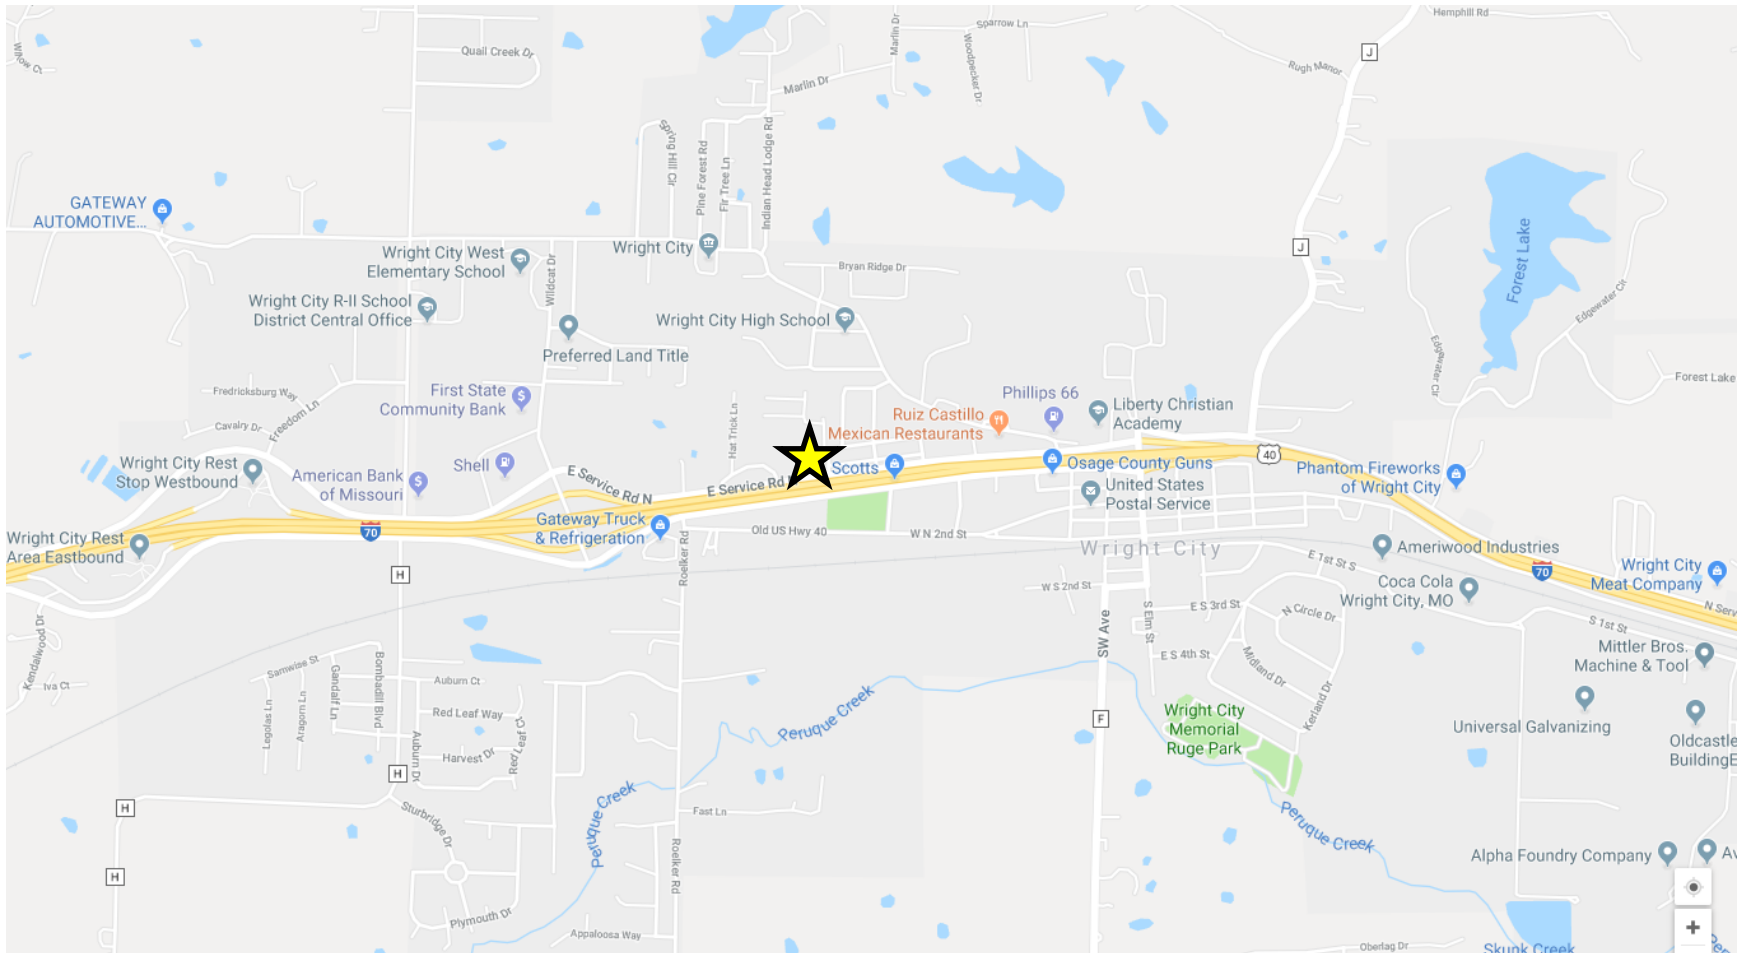 Hemphill Rd
Sparrow Ln
Marlin Dr
Woodpecker Dr
J
Quail Creek Dr
Willow Ct
Rugh Manor
Marlin Dr
Spring Hill Cir
Pine Forest Rd
Fir Tree Ln
Indian Head Lodge Rd
GATEWAY
AUTOMOTIVE...
Wright City
J
Wright City West
Elementary School
Wildcat Dr
Bryan Ridge Dr
Forest Lake
Edgewater Cir
Wright City R-II School
District Central Office
Wright City High School
Preferred Land Title
Edgewater Cir
Forest Lake
Fredericksburg Way
First State
Community Bank
Phillips 66
Freedom Ln
Hat Trick Ln
Ruiz Castillo
Mexican Restaurants
Liberty Christian
Academy
Cavalry Dr
Wright City Rest
Stop Westbound
American Bank
of Missouri
Shell
E Service Rd N
E Service Rd
Scotts
Osage County Guns
40
Phantom Fireworks
of Wright City
United States
Postal Service
Gateway Truck
& Refrigeration
70
Old US Hwy 40
W N 2nd St
Wright City
Wright City Rest
Area Eastbound
Ameriwood Industries
E 1st St S
70
Wright City
Meat Company
H
Roelker Rd
W S 2nd St
Coca Cola
Wright City, MO
N Serv
S Elm St
E S 3rd St
N Circle Dr
S 1st St
SW Ave
Kendalwood Dr
Mittler Bros.
Machine & Tool
E S 4th St
Midland Dr
Samwise St
Gandalf Ln
Bombadill Blvd
Auburn Ct
Iva Ct
Legolas Ln
Aragorn Ln
Red Leaf Way
Red Leaf Ct
Peruque Creek
F
Wright City
Memorial
Ruge Park
Kerland Dr
Universal Galvanizing
Oldcastle
BuildingE
Auburn Dr
Harvest Dr
H
H
Sturbridge Dr
Peruque Creek
Fast Ln
Peruque Creek
Roelker Rd
Alpha Foundry Company
Av
H
Plymouth Dr
Appaloosa Way
Oberlag Dr
Skunk Creek
+